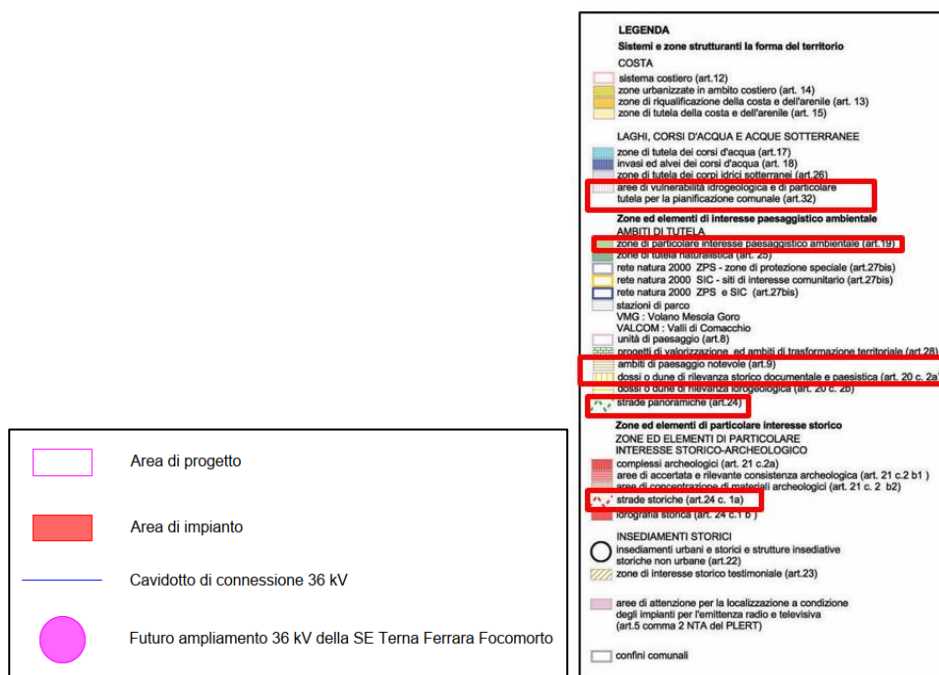 Area di progetto
Area di impianto
Cavidotto di connessione 36 kV
Futuro ampliamento 36 kV della SE Terna Ferrara Focomorto
LEGENDA
Sistemi e zone strutturanti la forma del territorio
COSTA
sistema costiero (art.12)
zone urbanizzate in ambito costiero (art. 14)
zone di riqualificazione della costa e dell'arenile (art. 13)
zone di tutela della costa e dell'arenile (art. 15)
LAGHI, CORSI D'ACQUA E ACQUE SOTTERRANEE
zone di tutela dei corsi d'acqua (art.17)
invasi ed alvei dei corsi d'acqua (art. 18)
zone di tutela dei corpi idrici sotterranei (art.26)
aree di vulnerabilità idrogeologica e di particolare
tutela per la pianificazione comunale (art.32)
Zone ed elementi di interesse paesaggistico ambientale
AMBITI DI TUTELA
zone di particolare interesse paesaggistico ambientale (art.19)
zone di tutela naturalistica (art. 25)
rete natura 2000 ZPS - zone di protezione speciale (art.27bis)
rete natura 2000 SIC - siti di interesse comunitario (art.27bis)
rete natura 2000 ZPS e SIC (art.27bis)
stazioni di parco
VMG : Volano Mesola Goro
VALCOM : Valli di Comacchio
unità di paesaggio (art.8)
progetti di valorizzazione ed ambiti di trasformazione territoriale (art.28)
ambiti di paesaggio notevole (art.9)
dossi o dune di rilevanza storico documentale e paesistica (art. 20 c. 2a)
dossi o dune di rilevanza idrogeologica (art. 20 c. 2b)
strade panoramiche (art.24)
Zone ed elementi di particolare interesse storico
ZONE ED ELEMENTI DI PARTICOLARE
INTERESSE STORICO-ARCHEOLOGICO
complessi archeologici (art. 21 c.2a)
aree di accertata e rilevante consistenza archeologica (art. 21 c.2 b1 )
aree di concentrazione di materiali archeologici (art. 21 c. 2 b2)
strade storiche (art.24 c. 1a)
idrografia storica (art. 24 c.1 b )
INSEDIAMENTI STORICI
insediamenti urbani e storici e strutture insediative
storiche non urbane (art.22)
zone di interesse storico testimoniale (art.23)
aree di attenzione per la localizzazione a condizione
degli impianti per l'emittenza radio e televisiva
(art.5 comma 2 NTA del PLERT)
confini comunali